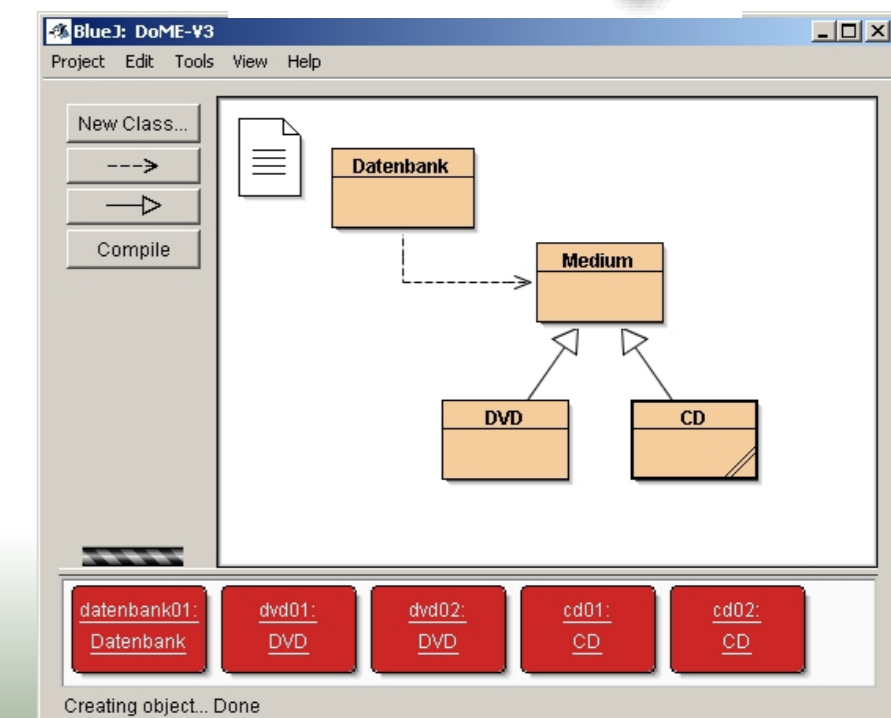 BlueJ: DoME-V3
Project Edit Tools View Help
New Class...
Compile
Datenbank
Medium
DVD
CD
datenbank01:
Datenbank
dvd01:
DVD
dvd02:
DVD
cd01:
CD
cd02:
CD
Creating object... Done